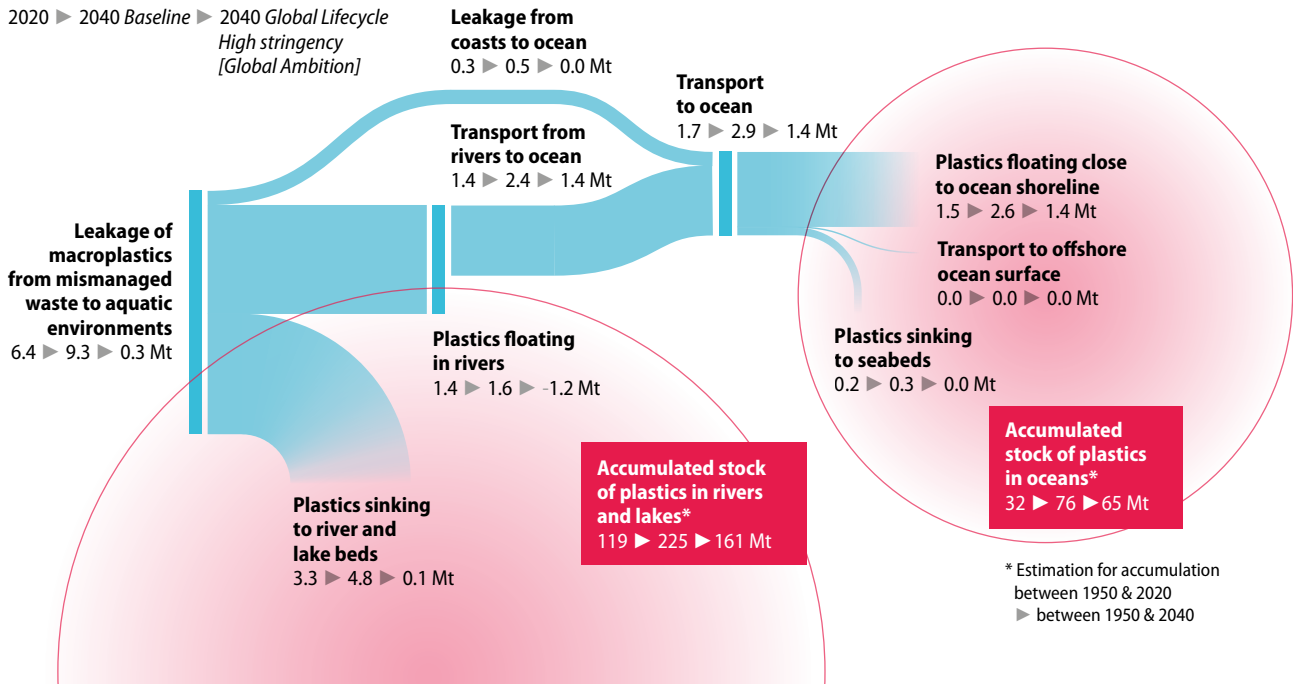 2020 ▶ 2040 Baseline ▶ 2040 Global Lifecycle
High stringency
[Global Ambition]
Leakage from
coasts to ocean
0.3 ▶ 0.5 ▶ 0.0 Mt
Transport
to ocean
1.7 ▶ 2.9 ▶ 1.4 Mt
Transport from
rivers to ocean
1.4 ▶ 2.4 ▶ 1.4 Mt
Plastics floating close
to ocean shoreline
1.5 ▶ 2.6 ▶ 1.4 Mt
Leakage of
macroplastics
from mismanaged
waste to aquatic
environments
6.4 ▶ 9.3 ▶ 0.3 Mt
Transport to offshore
ocean surface
0.0 ▶ 0.0 ▶ 0.0 Mt
Plastics floating
in rivers
1.4 ▶ 1.6 ▶ -1.2 Mt
Plastics sinking
to seabeds
0.2 ▶ 0.3 ▶ 0.0 Mt
Accumulated
stock of plastics
in oceans*
32 ▶ 76 ▶ 65 Mt
Accumulated stock
of plastics in rivers
and lakes*
119 ▶ 225 ▶ 161 Mt
Plastics sinking
to river and
lake beds
3.3 ▶ 4.8 ▶ 0.1 Mt
* Estimation for accumulation
between 1950 & 2020
▶ between 1950 & 2040